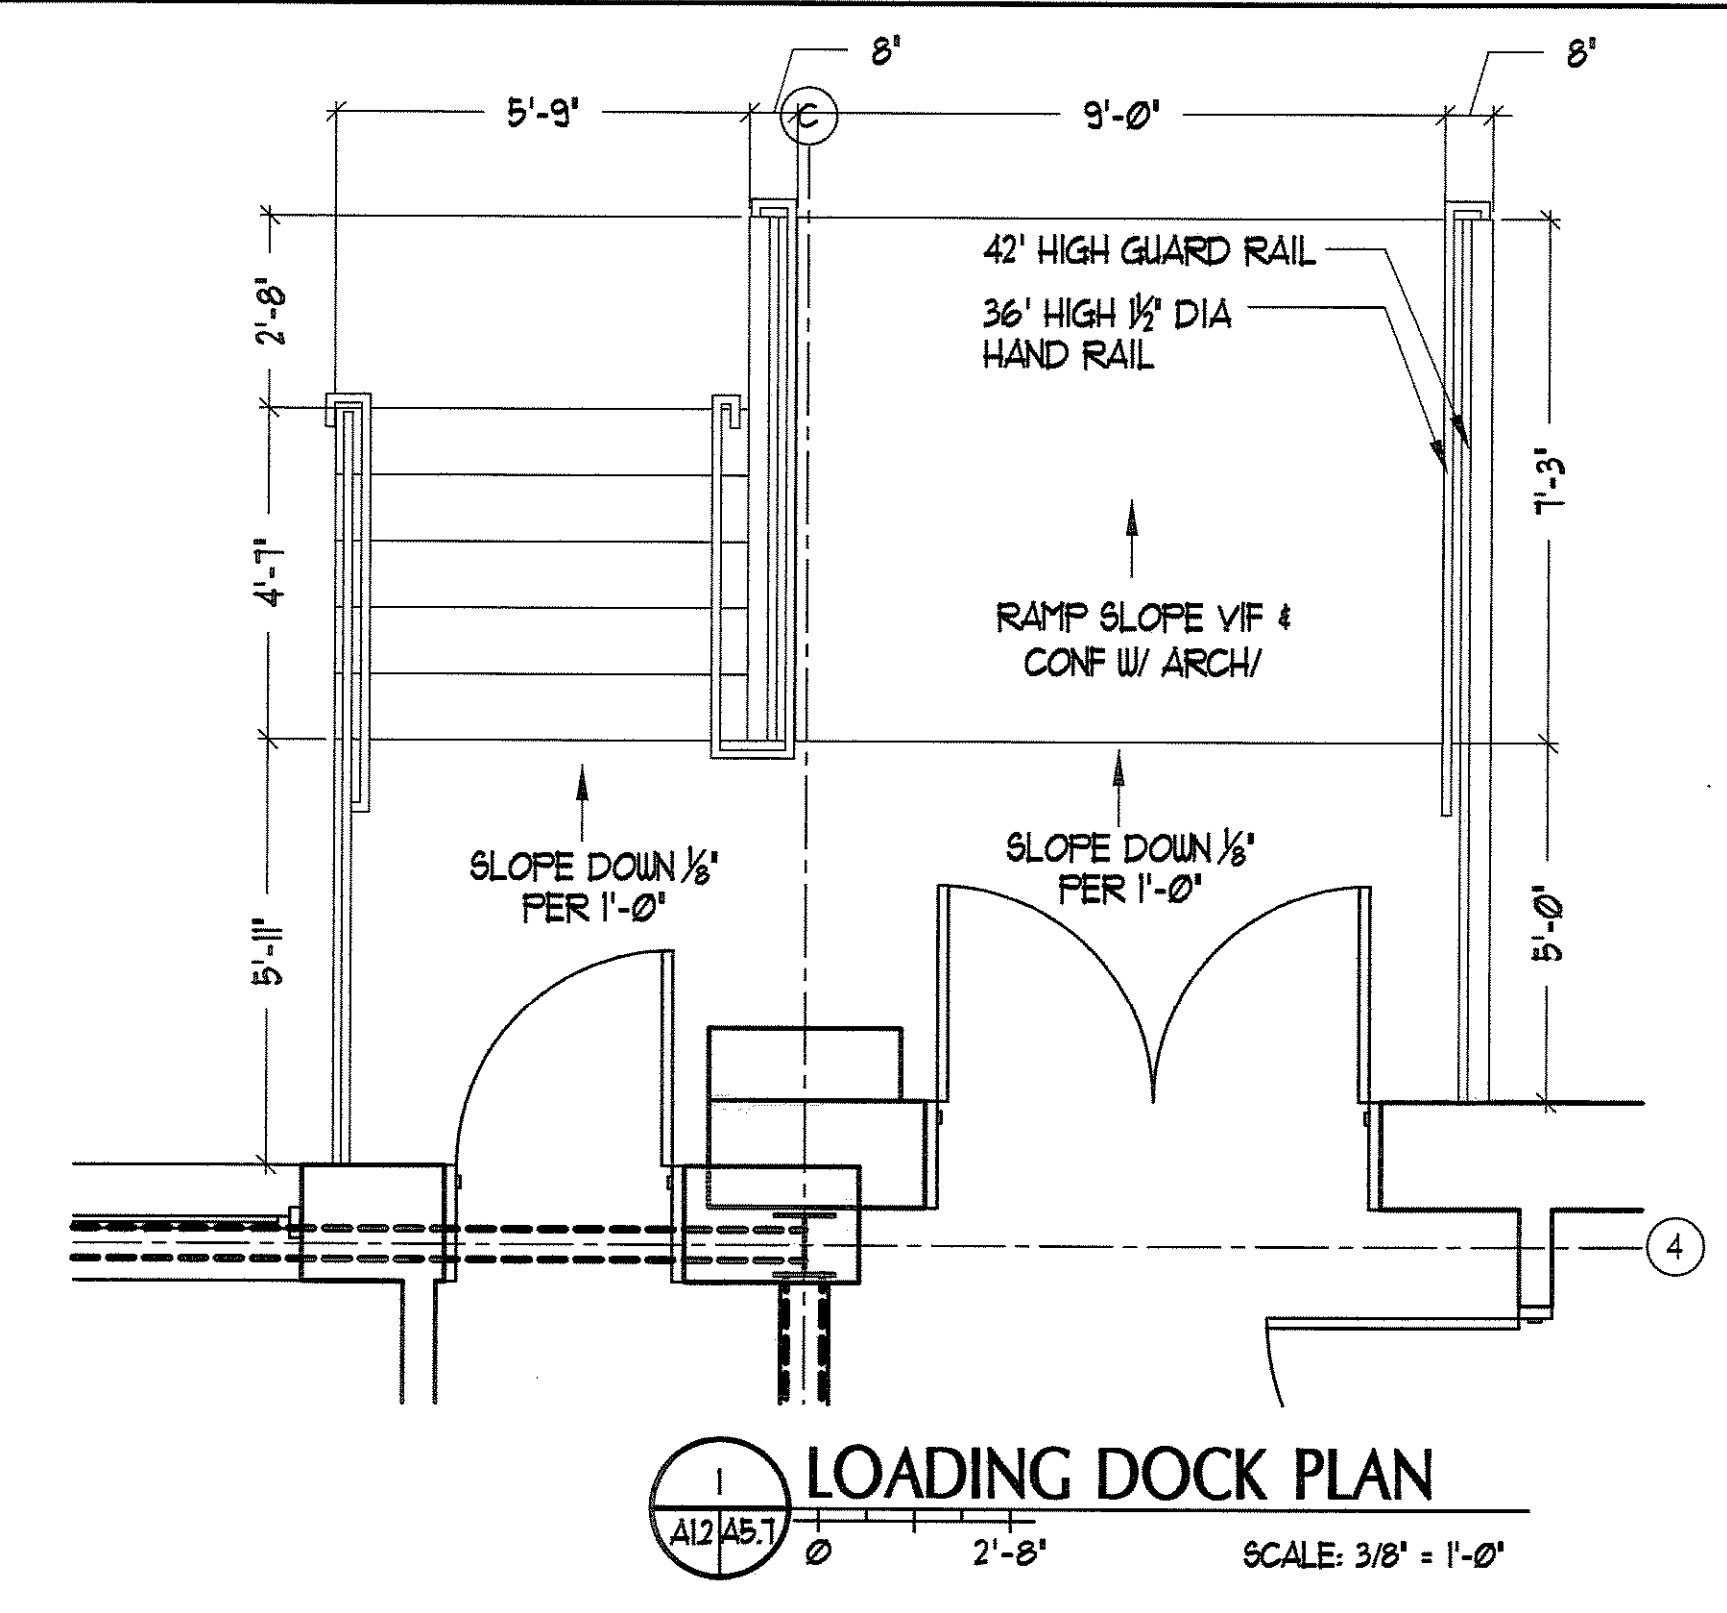 8"
8"
5'-9"
C
9'-0"
42' HIGH GUARD RAIL
36' HIGH 1½" DIA
HAND RAIL
2'-8"
7'-3"
4'-7"
RAMP SLOPE VIF &
CONF W/ ARCH/
SLOPE DOWN ⅛"
PER 1'-0"
SLOPE DOWN ⅛"
PER 1'-0"
5'-11"
5'-0"
4
1
A1.2 A5.7
LOADING DOCK PLAN
0
2'-8"
SCALE: 3/8" = 1'-0"